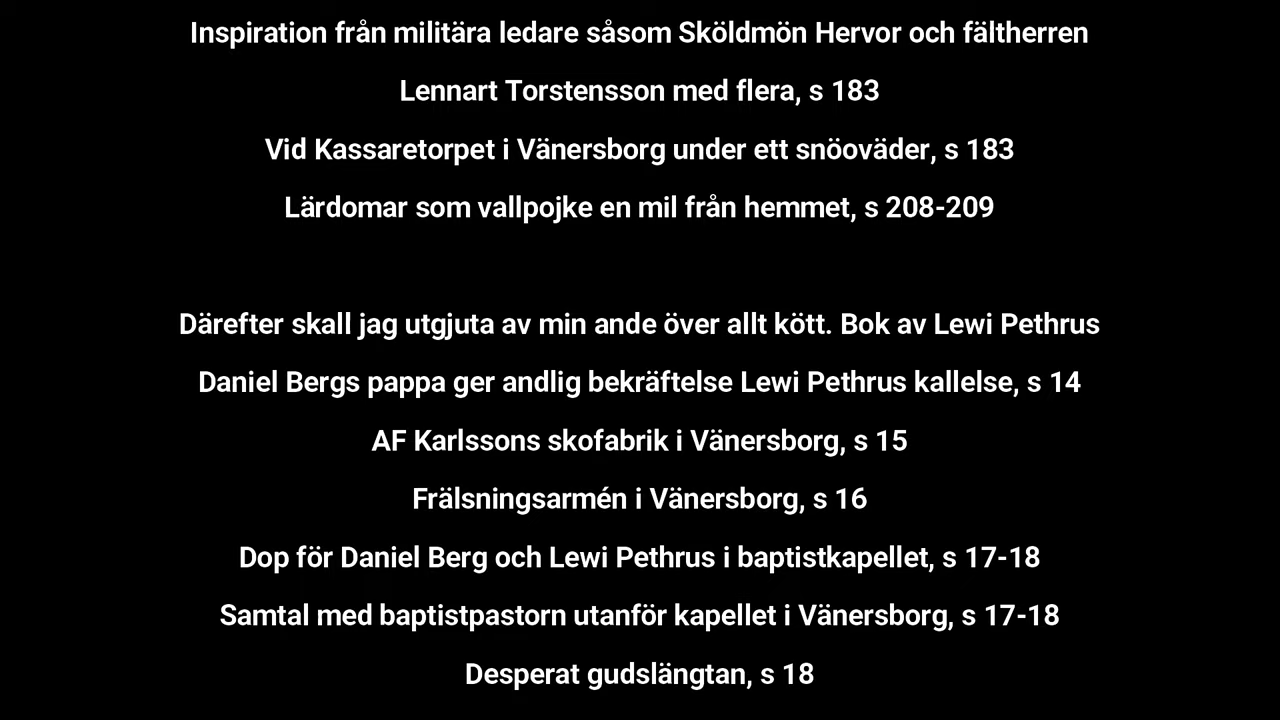 Inspiration från militära ledare såsom Sköldmön Hervor och fältherren
Lennart Torstensson med flera, s 183
Vid Kassaretorpet i Vänersborg under ett snöoväder, s 183
Lärdomar som vallpojke en mil från hemmet, s 208-209
Därefter skall jag utgjuta av min ande över allt kött. Bok av Lewi Pethrus
Daniel Bergs pappa ger andlig bekräftelse Lewi Pethrus kallelse, s 14
AF Karlssons skofabrik i Vänersborg, s 15
Frälsningsarmén i Vänersborg, s 16
Dop för Daniel Berg och Lewi Pethrus i baptistkapellet, s 17-18
Samtal med baptistpastorn utanför kapellet i Vänersborg, s 17-18
Desperat gudslängtan, s 18